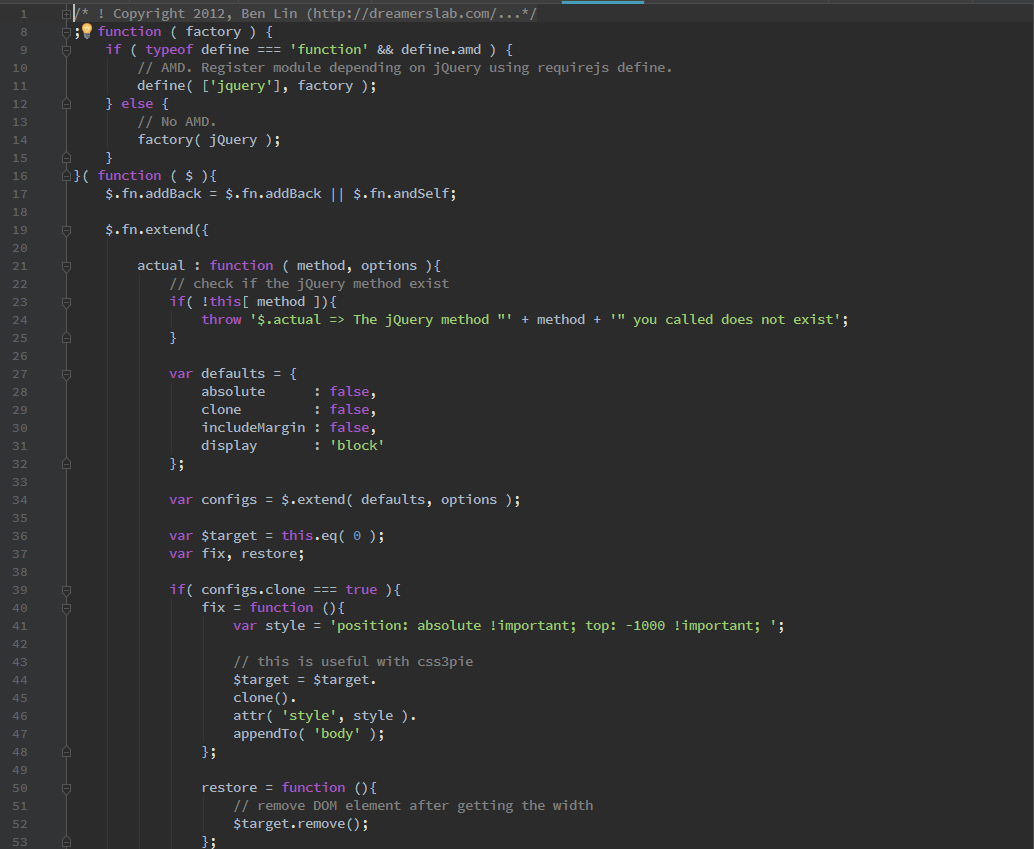 1 /* ! Copyright 2012, Ben Lin (http://dreamerslab.com/...*/
8 ; function ( factory ) {
9     if ( typeof define === 'function' && define.amd ) {
10         // AMD. Register module depending on jQuery using requirejs define.
11         define( ['jquery'], factory );
12     } else {
13         // No AMD.
14         factory( jQuery );
15     }
16 }( function ( $ ){
17     $.fn.addBack = $.fn.addBack || $.fn.andSelf;
18
19     $.fn.extend({
20
21         actual : function ( method, options ){
22             // check if the jQuery method exist
23             if( !this[ method ]){
24                 throw '$.actual => The jQuery method "' + method + '" you called does not exist';
25             }
26
27             var defaults = {
28                 absolute      : false,
29                 clone         : false,
30                 includeMargin : false,
31                 display       : 'block'
32             };
33
34             var configs = $.extend( defaults, options );
35
36             var $target = this.eq( 0 );
37             var fix, restore;
38
39             if( configs.clone === true ){
40                 fix = function (){
41                     var style = 'position: absolute !important; top: -1000 !important; ';
42
43                     // this is useful with css3pie
44                     $target = $target.
45                     clone().
46                     attr( 'style', style ).
47                     appendTo( 'body' );
48                 };
49
50                 restore = function (){
51                     // remove DOM element after getting the width
52                     $target.remove();
53                 };